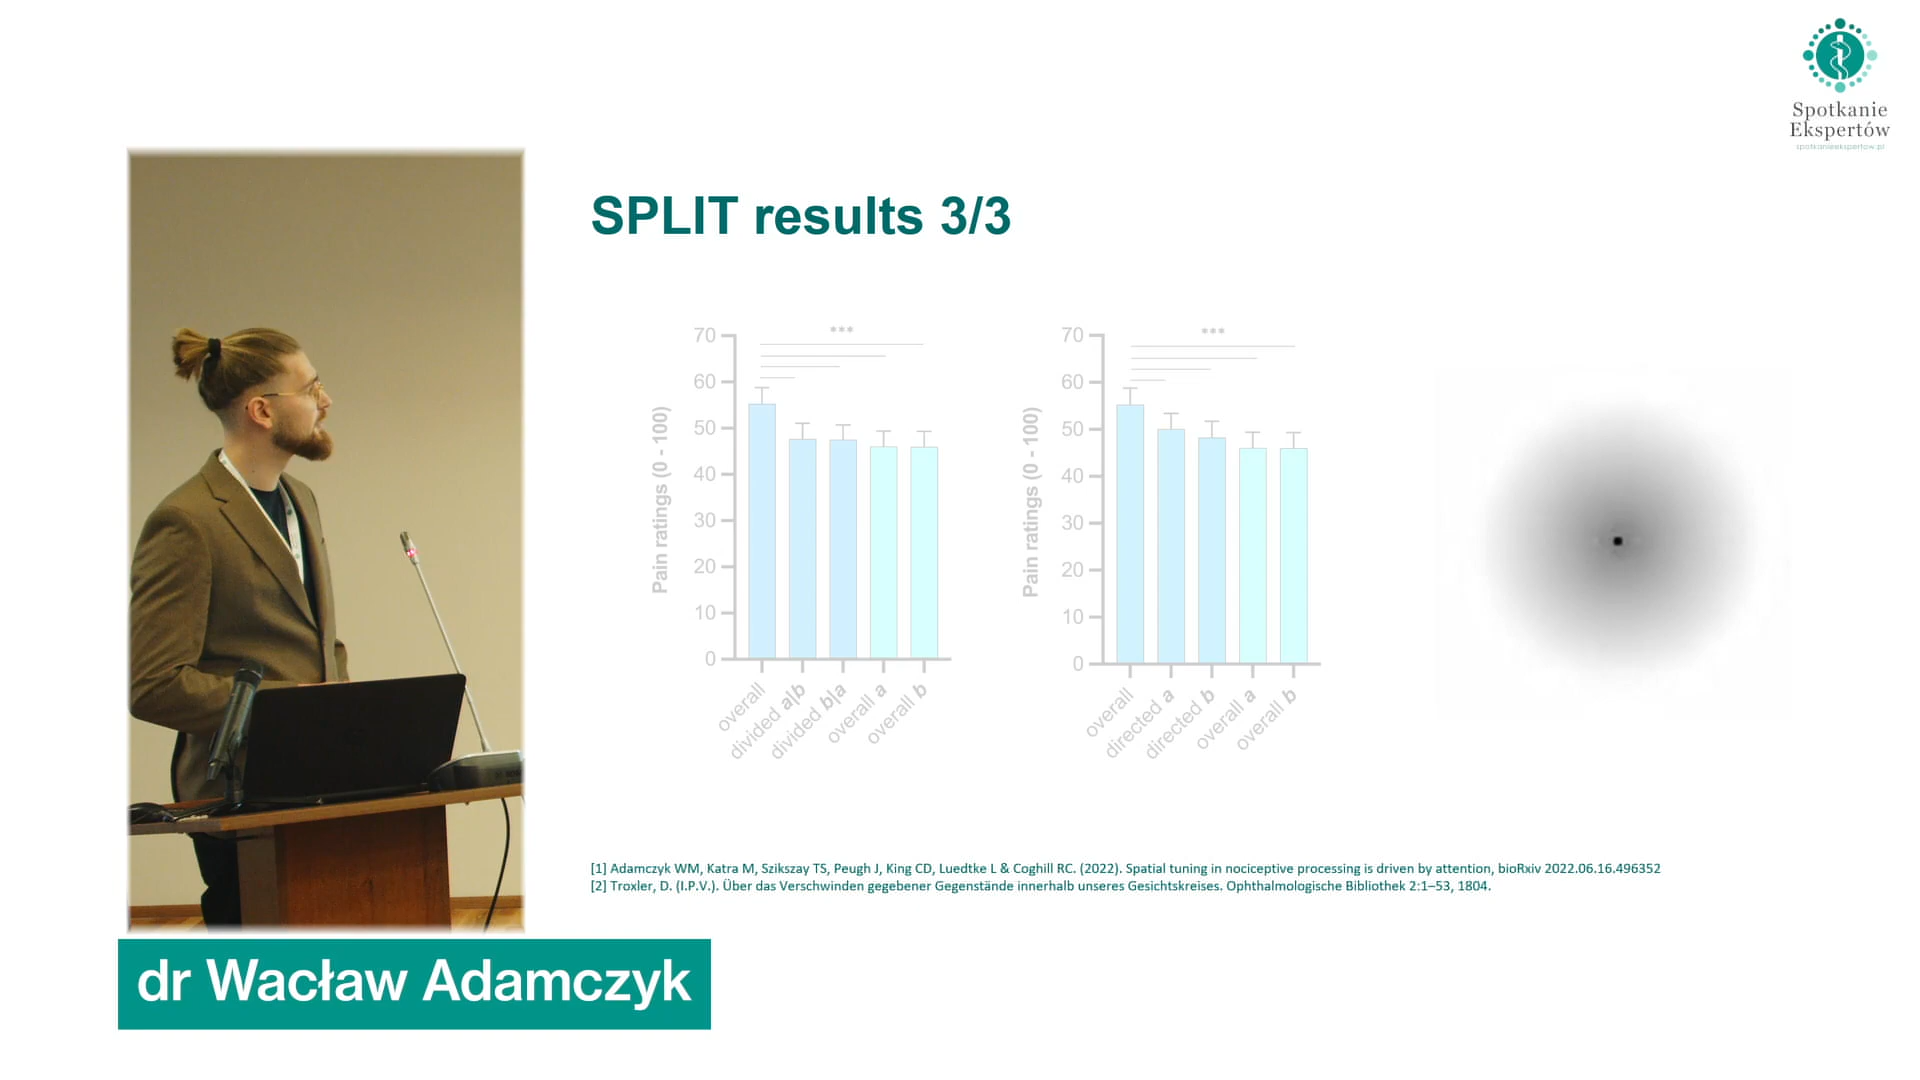 Spotkanie
Ekspertów
spotkanieekspertow.pl
SPLIT results 3/3
70
60
50
40
30
20
10
0
Pain ratings (0 - 100)
***
overall
divided a|b
divided b|a
overall a
overall b
70
60
50
40
30
20
10
0
Pain ratings (0 - 100)
***
overall
directed a
directed b
overall a
overall b
[1] Adamczyk WM, Katra M, Szikszay TS, Peugh J, King CD, Luedtke L & Coghill RC. (2022). Spatial tuning in nociceptive processing is driven by attention, bioRxiv 2022.06.16.496352
[2] Troxler, D. (I.P.V.). Über das Verschwinden gegebener Gegenstände innerhalb unseres Gesichtskreises. Ophthalmologische Bibliothek 2:1–53, 1804.
dr Wacław Adamczyk